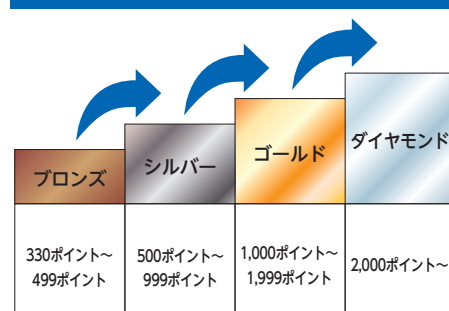 ブロンズ
シルバー
ゴールド
ダイヤモンド
330ポイント～
499ポイント
500ポイント～
999ポイント
1,000ポイント～
1,999ポイント
2,000ポイント～